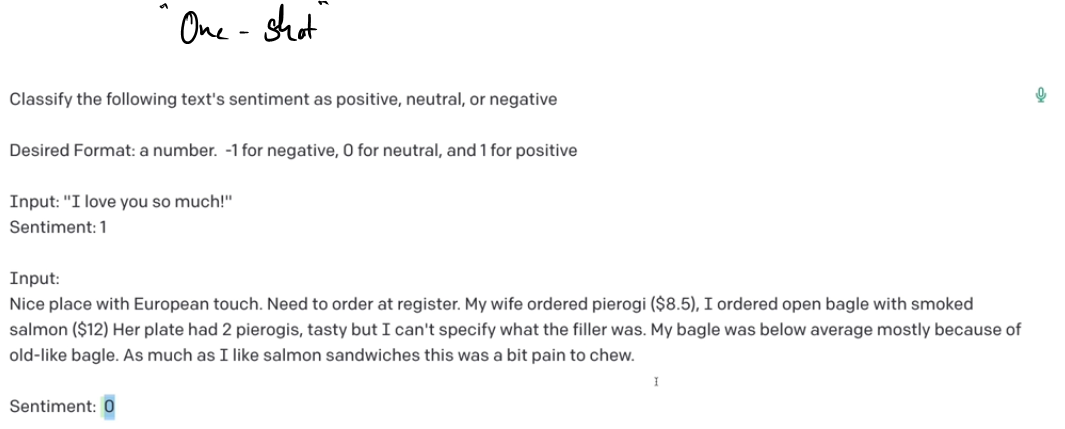 "One - shot"
Classify the following text's sentiment as positive, neutral, or negative
Desired Format: a number.  -1 for negative, 0 for neutral, and 1 for positive
Input: "I love you so much!"
Sentiment: 1
Input:
Nice place with European touch. Need to order at register. My wife ordered pierogi ($8.5), I ordered open bagle with smoked
salmon ($12) Her plate had 2 pierogis, tasty but I can't specify what the filler was. My bagle was below average mostly because of
old-like bagle. As much as I like salmon sandwiches this was a bit pain to chew.
Sentiment: 0